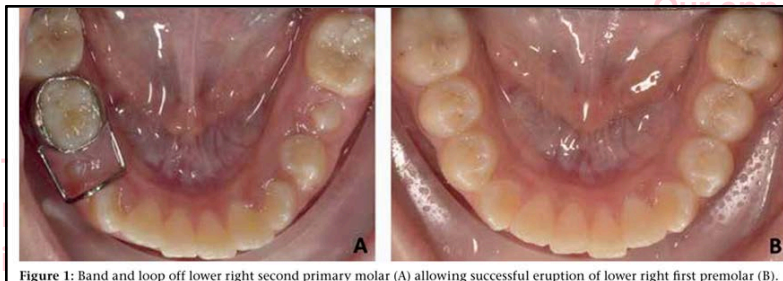 A
B
Figure 1: Band and loop off lower right second primary molar (A) allowing successful eruption of lower right first premolar (B).